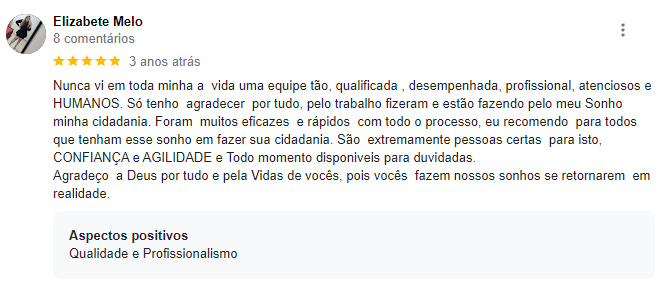 Elizabete Melo
8 comentários
3 anos atrás
Nunca vi em toda minha a vida uma equipe tão, qualificada , desempenhada, profissional, atenciosos e
HUMANOS. Só tenho agradecer por tudo, pelo trabalho fizeram e estão fazendo pelo meu Sonho
minha cidadania. Foram muitos eficazes e rápidos com todo o processo, eu recomendo para todos
que tenham esse sonho em fazer sua cidadania. São extremamente pessoas certas para isto,
CONFIANÇA e AGILIDADE e Todo momento disponiveis para duvidadas.
Agradeço a Deus por tudo e pela Vidas de vocês, pois vocês fazem nossos sonhos se retornarem em
realidade.
Aspectos positivos
Qualidade e Profissionalismo